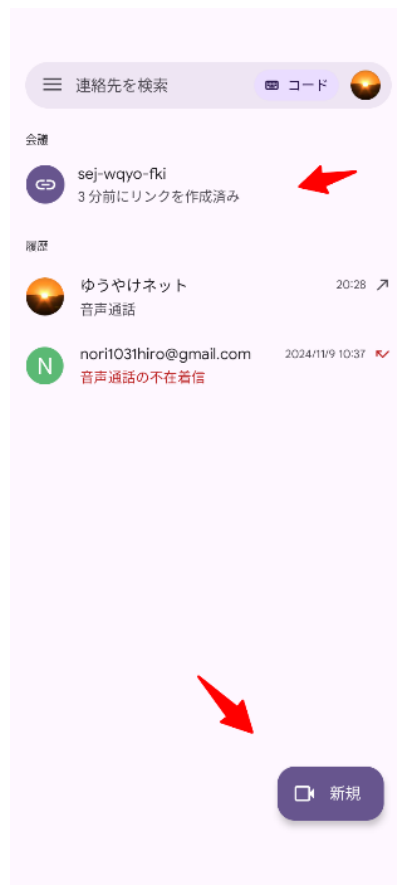 連絡先を検索
コード
会議
sej-wqyo-fki
3 分前にリンクを作成済み
履歴
ゆうやけネット
20:28
音声通話
N
nori1031hiro@gmail.com
2024/11/9 10:37
音声通話の不在着信
新規